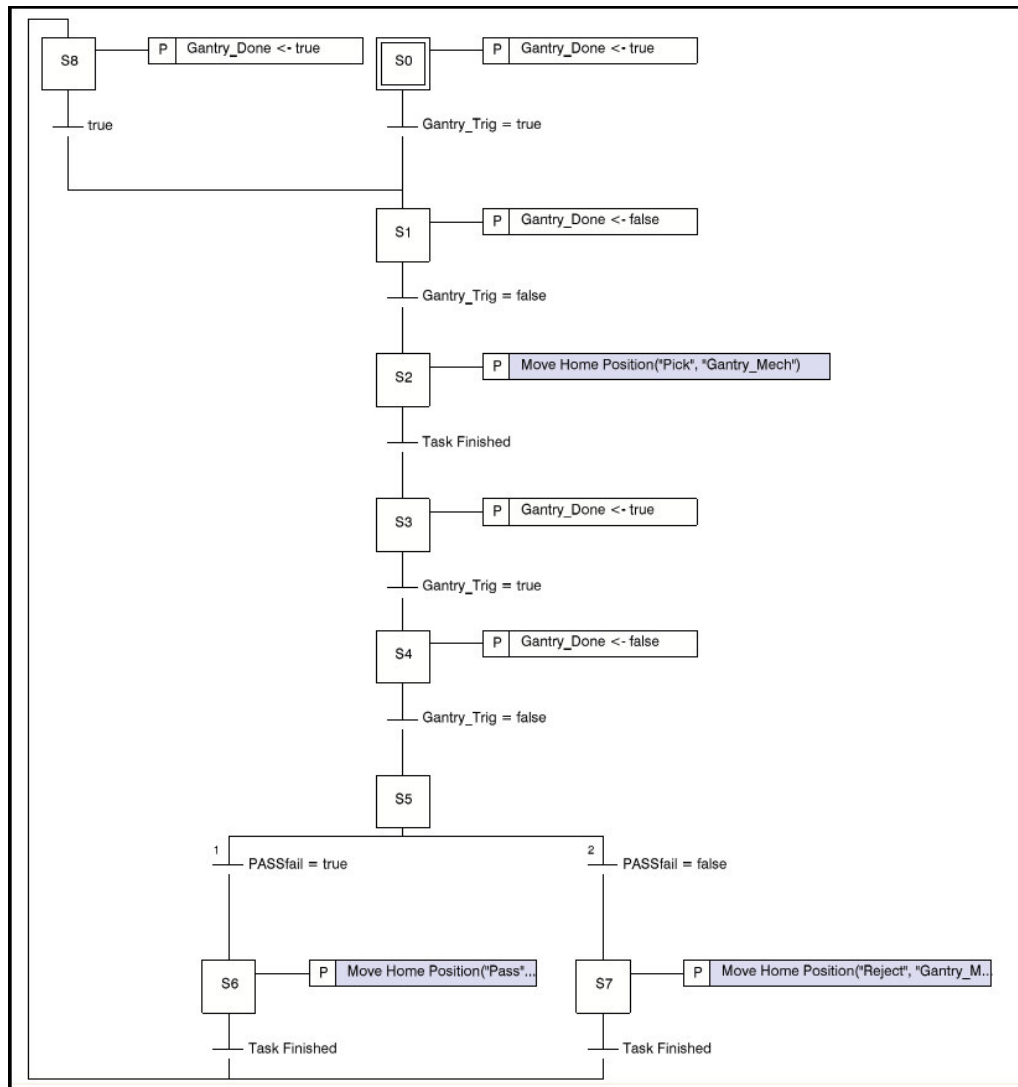 S8
P Gantry_Done <- true
S0
P Gantry_Done <- true
true
Gantry_Trig = true
S1
P Gantry_Done <- false
Gantry_Trig = false
S2
P Move Home Position("Pick", "Gantry_Mech")
Task Finished
S3
P Gantry_Done <- true
Gantry_Trig = true
S4
P Gantry_Done <- false
Gantry_Trig = false
S5
1
PASSfail = true
2
PASSfail = false
S6
P Move Home Position("Pass"...
S7
P Move Home Position("Reject", "Gantry_M...
Task Finished
Task Finished